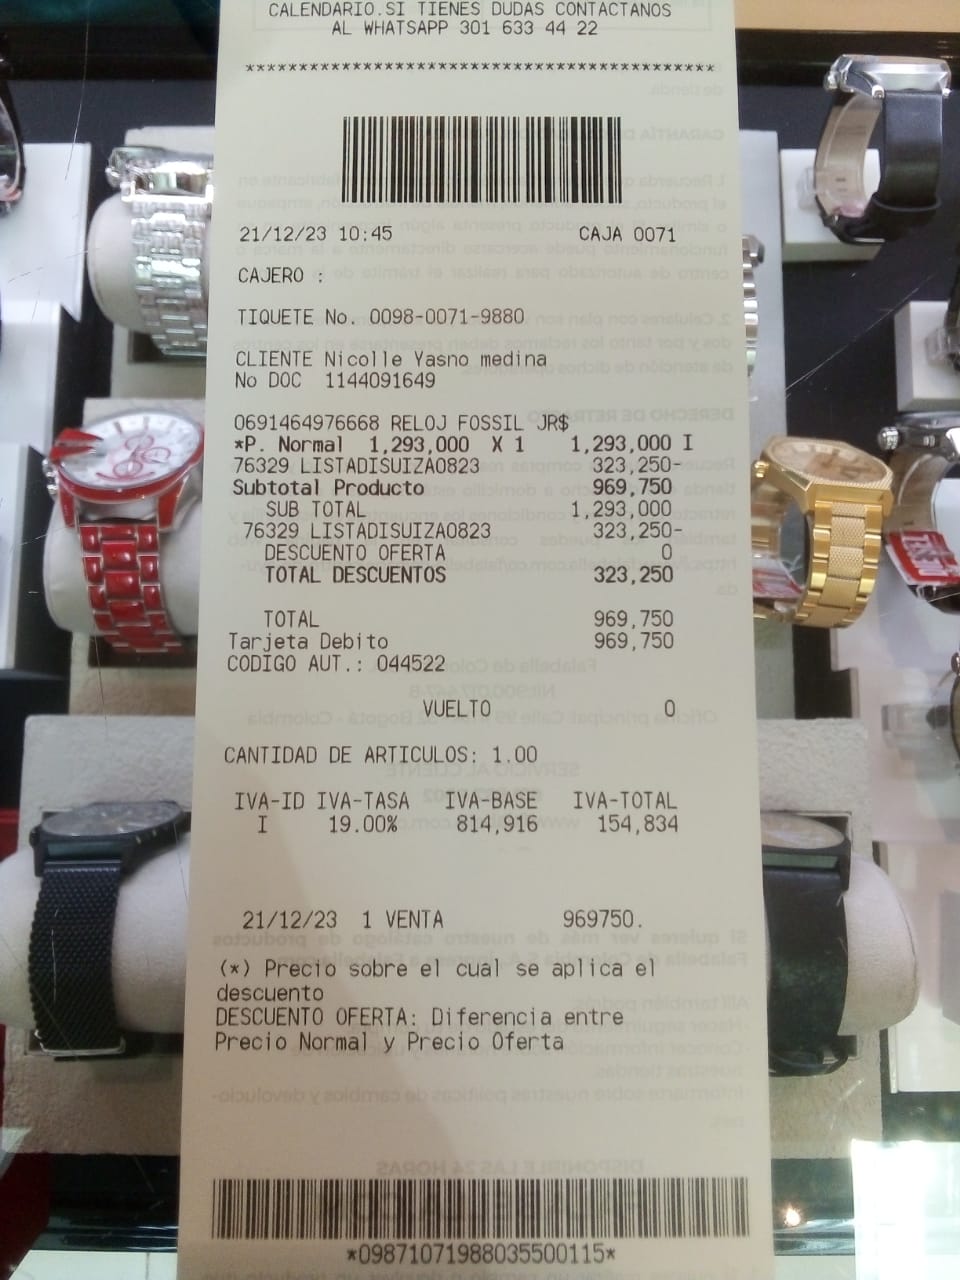 CALENDARIO.SI TIENES DUDAS CONTACTANOS
AL WHATSAPP 301 633 44 22
********************************************
21/12/23 10:45 CAJA 0071
CAJERO :
TIQUETE No. 0098-0071-9880
CLIENTE Nicolle Yasno medina
No DOC 1144091649
0691464976668 RELOJ FOSSIL JR$
*P. Normal 1,293,000 X 1 1,293,000 I
76329 LISTADISUIZA0823 323,250-
Subtotal Producto 969,750
SUB TOTAL 1,293,000
76329 LISTADISUIZA0823 323,250-
DESCUENTO OFERTA 0
TOTAL DESCUENTOS 323,250
TOTAL 969,750
Tarjeta Debito 969,750
CODIGO AUT.: 044522
VUELTO 0
CANTIDAD DE ARTICULOS: 1.00
IVA-ID IVA-TASA IVA-BASE IVA-TOTAL
I 19.00% 814,916 154,834
21/12/23 1 VENTA 969750.
(*) Precio sobre el cual se aplica el
descuento
DESCUENTO OFERTA: Diferencia entre
Precio Normal y Precio Oferta
*09871071988035500115*